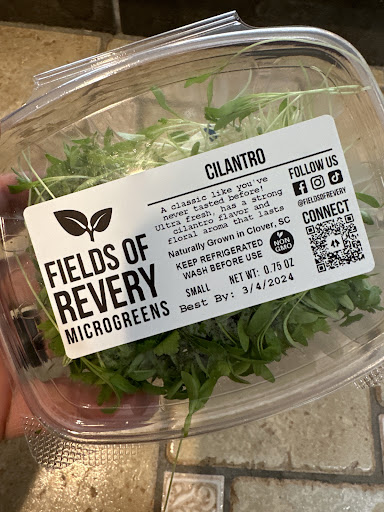 FIELDS OF
REVERY
MICROGREENS
CILANTRO
A classic like you've
never tasted before!
Ultra fresh, has a strong
cilantro flavor and
floral aroma that lasts
Naturally Grown in Clover, SC
KEEP REFRIGERATED
WASH BEFORE USE
NON
GMO
SMALL NET WT: 0.75 OZ
Best By: 3/4/2024
FOLLOW US
@FIELDSOFREVERY
CONNECT